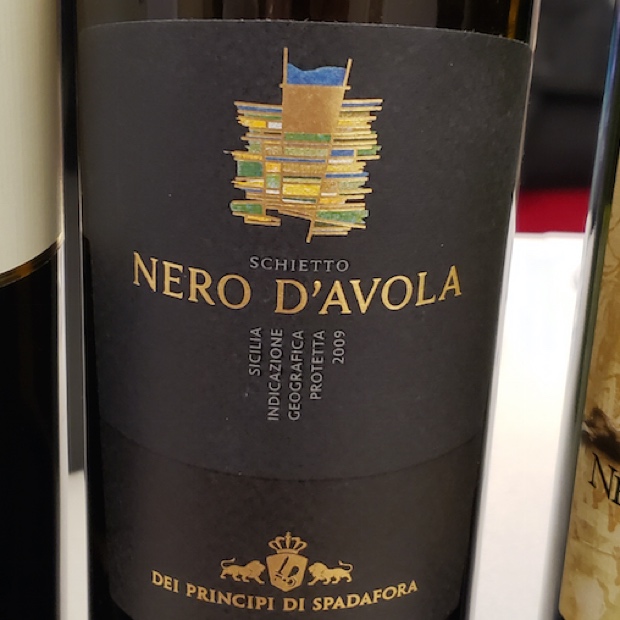 SCHIETTO
NERO D'AVOLA
SICILIA
INDICAZIONE
GEOGRAFICA
PROTETTA
2009
DEI PRINCIPI DI SPADAFORA